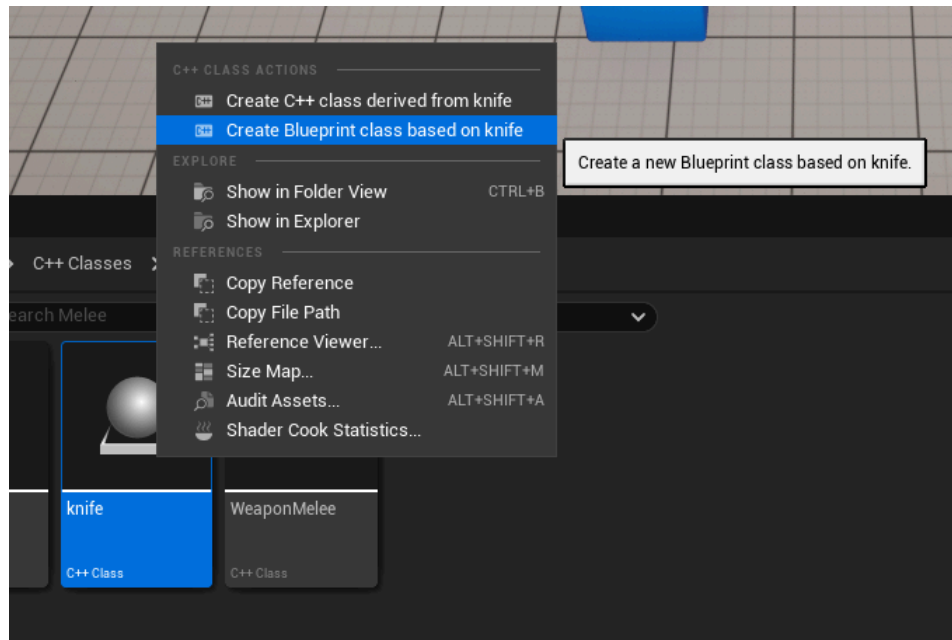 C++ CLASS ACTIONS
Create C++ class derived from knife
Create Blueprint class based on knife
Create a new Blueprint class based on knife.
EXPLORE
Show in Folder View CTRL+B
Show in Explorer
REFERENCES
C++ Classes
Copy Reference
Copy File Path
earch Melee
Reference Viewer... ALT+SHIFT+R
Size Map... ALT+SHIFT+M
Audit Assets... ALT+SHIFT+A
Shader Cook Statistics...
knife
C++ Class
WeaponMelee
C++ Class